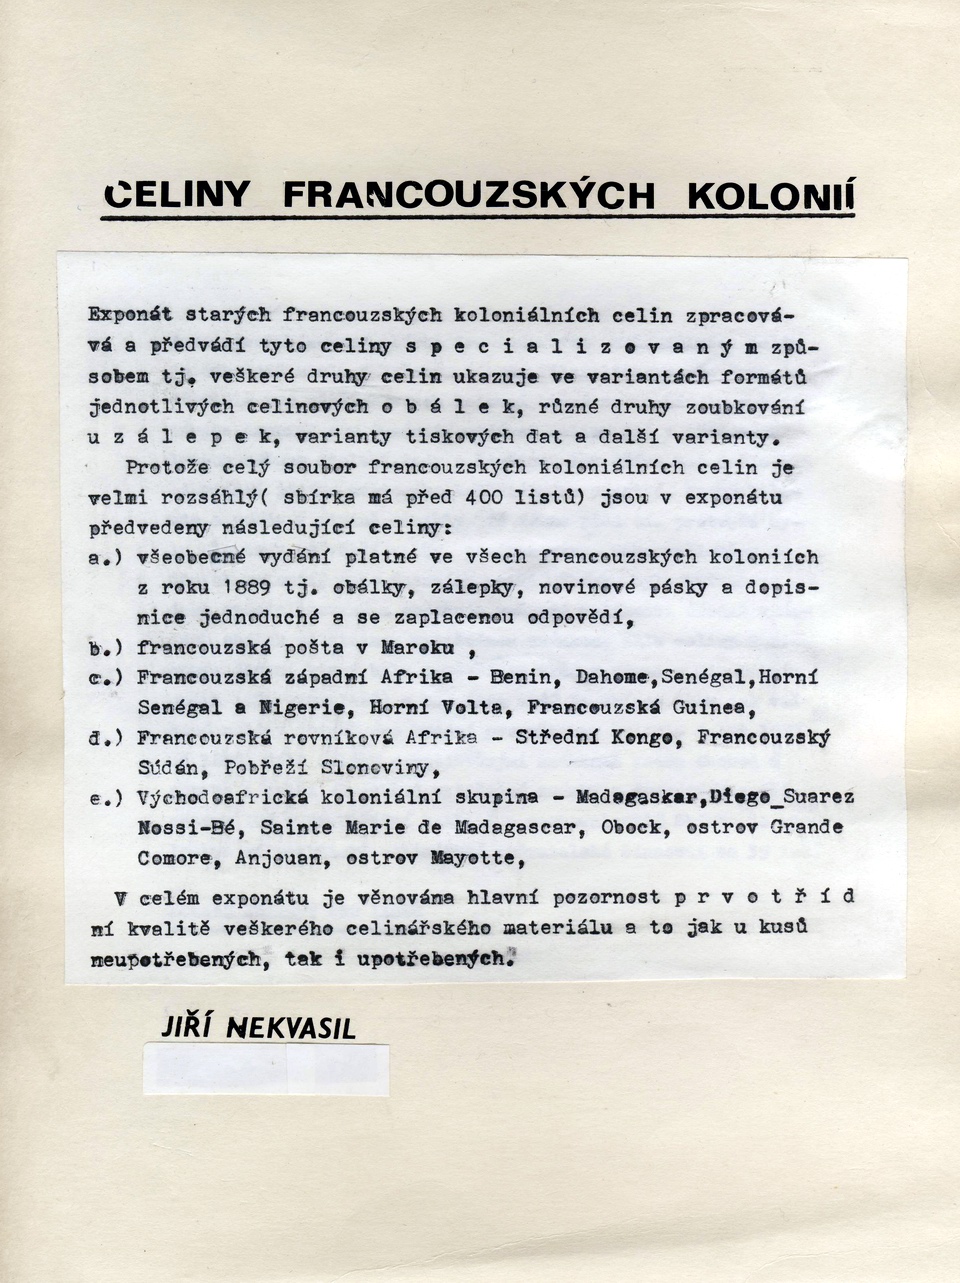 CELINY FRANCOUZSKÝCH KOLONIÍ
Exponát starých francouzských koloniálních celin zpracová-
vá a předvádí tyto celiny s p e c i a l i z o v a n ý m způ-
sobem tj. veškeré druhy celin ukazuje ve variantách formátů
jednotlivých celinových o b á l e k, různé druhy zoubkování
u z á l e p e k, varianty tiskových dat a další varianty.
Protože celý soubor francouzských koloniálních celin je
velmi rozsáhlý( sbírka má před 400 listů) jsou v exponátu
předvedeny následující celiny:
a.) všeobecné vydání platné ve všech francouzských koloniích
z roku 1889 tj. obálky, zálepky, novinové pásky a dopis-
nice jednoduché a se zaplacenou odpovědí,
b.) francouzská pošta v Maroku ,
c.) Francouzská západní Afrika - Benin, Dahome,Senégal,Horní
Senégal a Nigerie, Horní Volta, Francouzská Guinea,
d.) Francouzská rovníková Afrika - Střední Kongo, Francouzský
Súdán, Pobřeží Slonoviny,
e.) Východoafrická koloniální skupina - Madagaskar,Diego_Suarez
Nossi-Bé, Sainte Marie de Madagascar, Obock, ostrov Grande
Comore, Anjouan, ostrov Mayotte,
V celém exponátu je věnována hlavní pozornost p r v o t ř í d
ní kvalitě veškerého celinářského materiálu a to jak u kusů
neupotřebených, tak i upotřebených.
JIŘÍ NEKVASIL